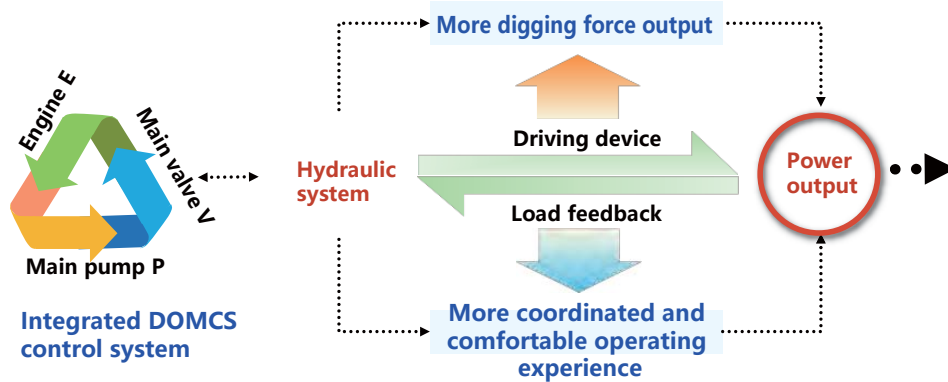 Engine E
Main valve V
Main pump P
Integrated DOMCS
control system
Hydraulic
system
More digging force output
Driving device
Load feedback
More coordinated and
comfortable operating
experience
Power
output